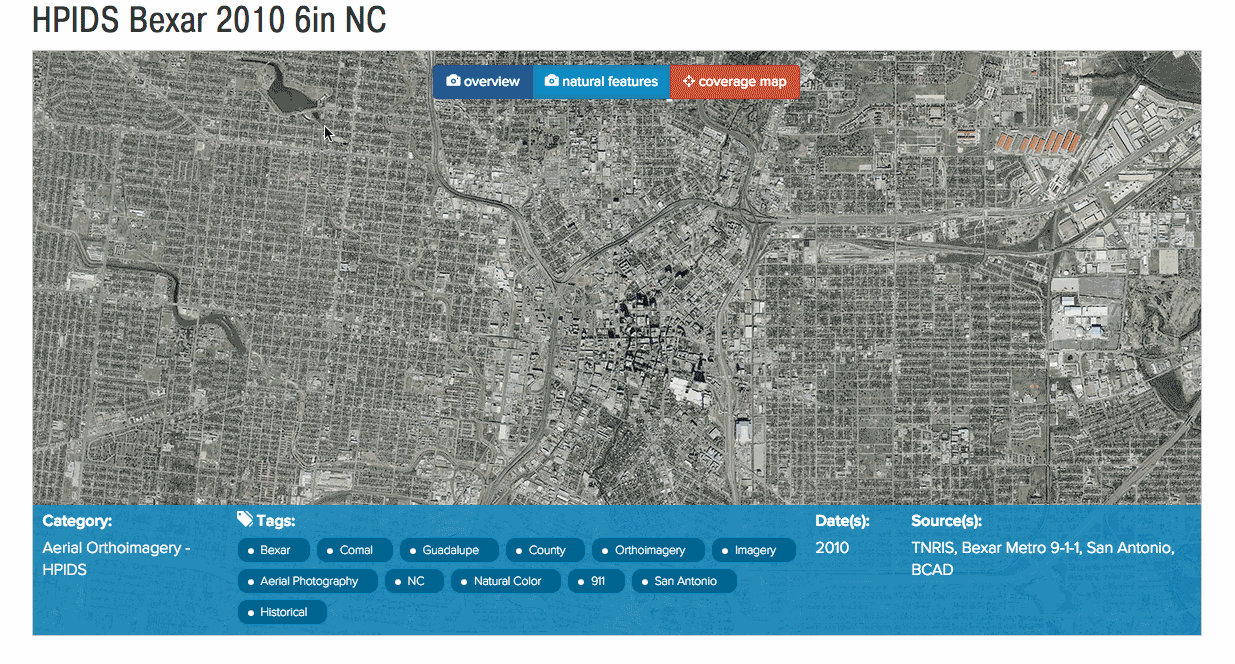 HPIDS Bexar 2010 6in NC
overview natural features coverage map
Category:
Aerial Orthoimagery -
HPIDS
Tags:
Bexar Comal Guadalupe County Orthoimagery Imagery
Aerial Photography NC Natural Color 911 San Antonio
Historical
Date(s):
2010
Source(s):
TNRIS, Bexar Metro 9-1-1, San Antonio,
BCAD